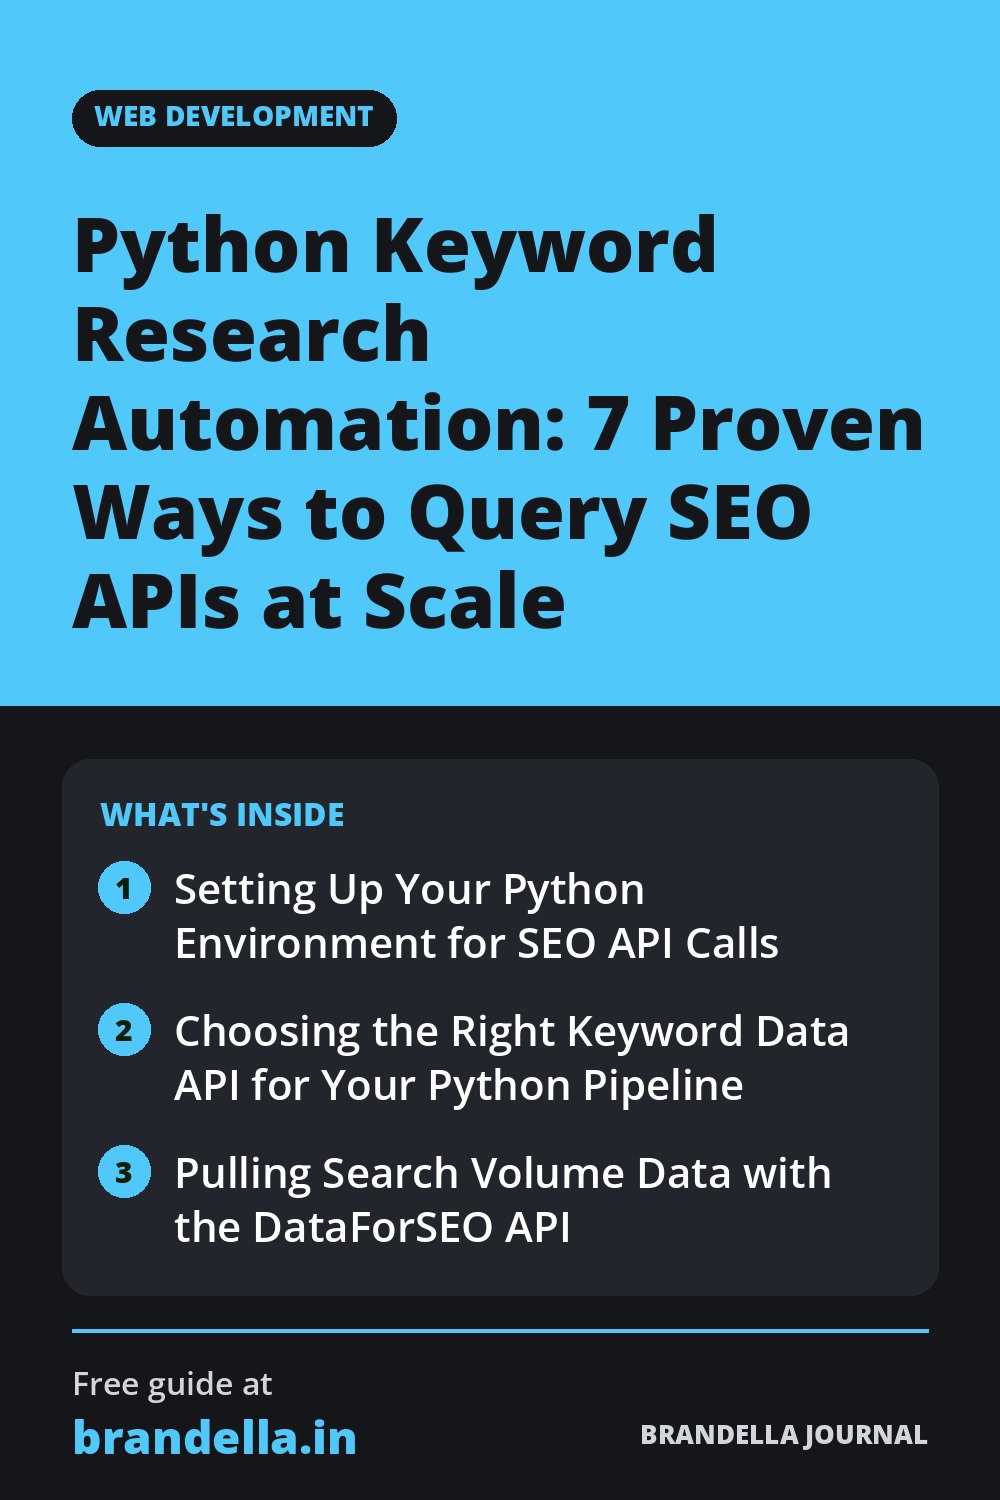 WEB DEVELOPMENT
Python Keyword
Research
Automation: 7 Proven
Ways to Query SEO
APIs at Scale
WHAT'S INSIDE
1 Setting Up Your Python
Environment for SEO API Calls
2 Choosing the Right Keyword Data
API for Your Python Pipeline
3 Pulling Search Volume Data with
the DataForSEO API
Free guide at
brandella.in
BRANDELLA JOURNAL